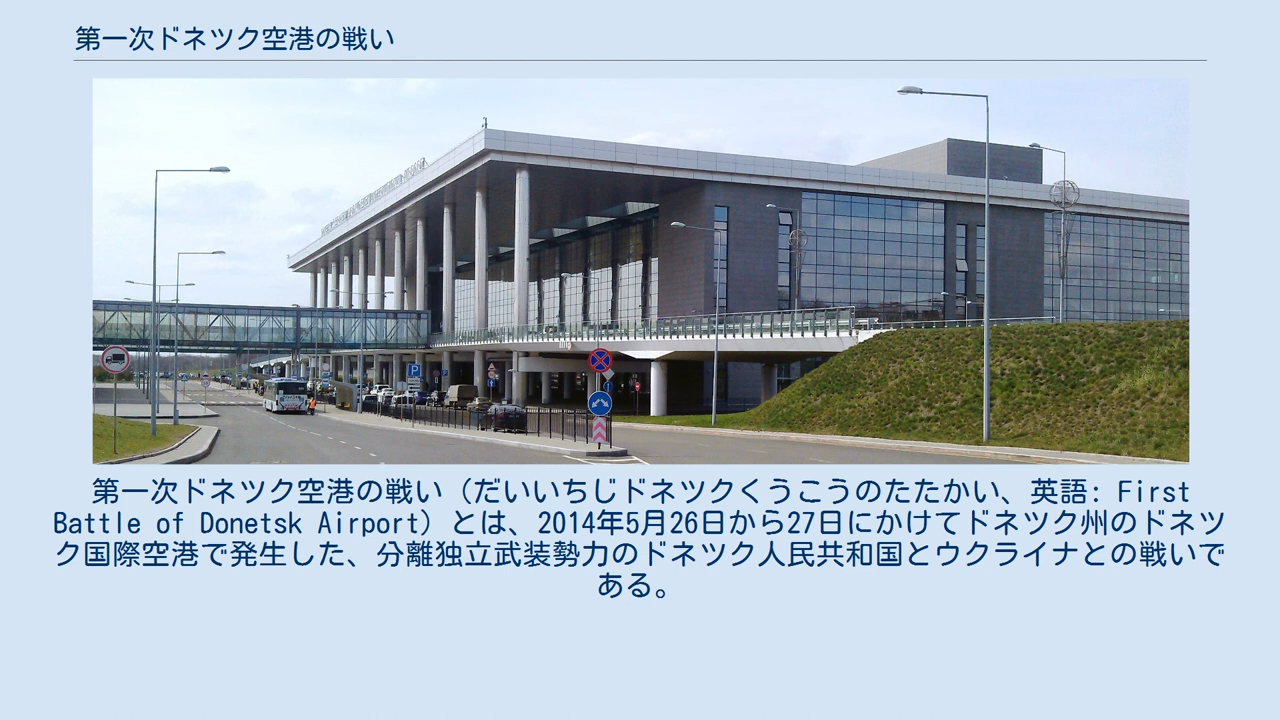 第一次ドネツク空港の戦い
P
第一次ドネツク空港の戦い（だいいちじドネツクくうこうのたたかい、英語: First
Battle of Donetsk Airport）とは、2014年5月26日から27日にかけてドネツク州のドネツ
ク国際空港で発生した、分離独立武装勢力のドネツク人民共和国とウクライナとの戦いで
ある。